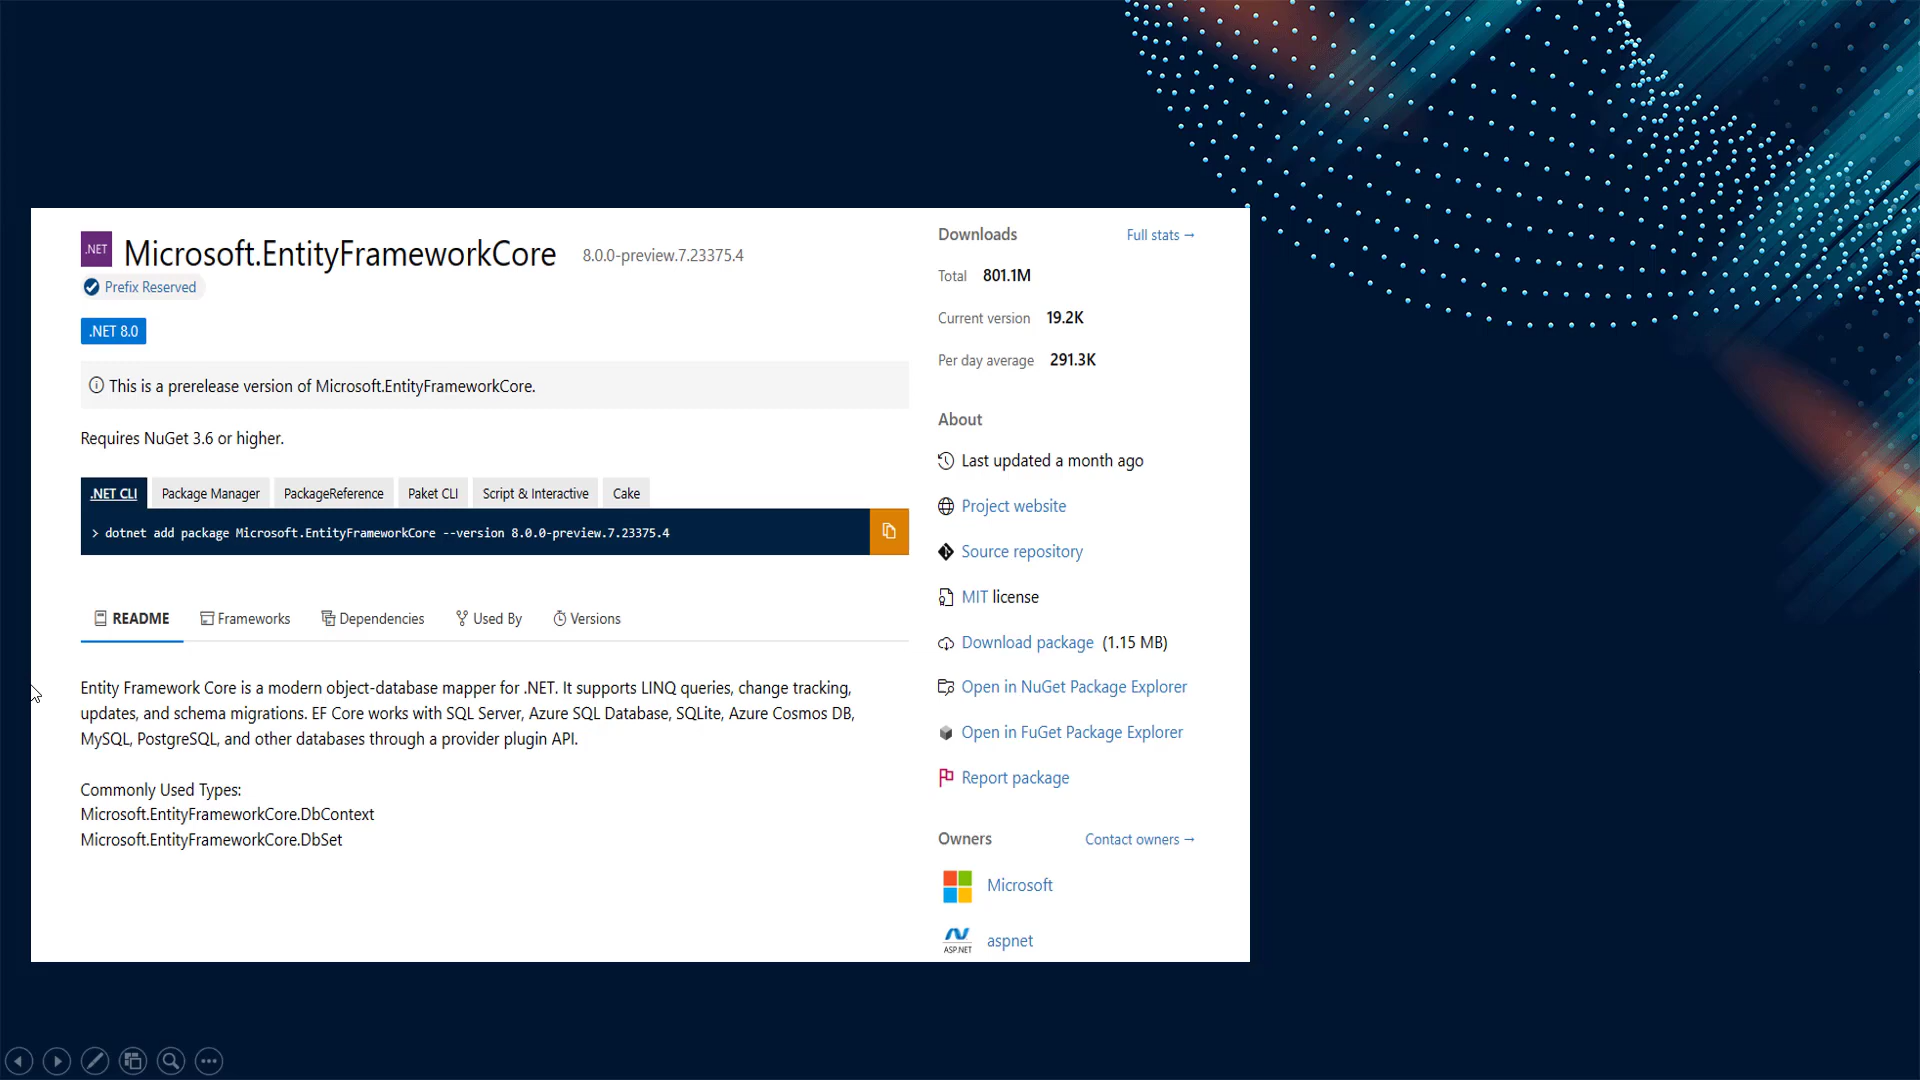 .NET Microsoft.EntityFrameworkCore 8.0.0-preview.7.23375.4
Prefix Reserved
.NET 8.0
This is a prerelease version of Microsoft.EntityFrameworkCore.
Requires NuGet 3.6 or higher.
.NET CLI Package Manager PackageReference Paket CLI Script & Interactive Cake
> dotnet add package Microsoft.EntityFrameworkCore --version 8.0.0-preview.7.23375.4
README Frameworks Dependencies Used By Versions
Entity Framework Core is a modern object-database mapper for .NET. It supports LINQ queries, change tracking,
updates, and schema migrations. EF Core works with SQL Server, Azure SQL Database, SQLite, Azure Cosmos DB,
MySQL, PostgreSQL, and other databases through a provider plugin API.
Commonly Used Types:
Microsoft.EntityFrameworkCore.DbContext
Microsoft.EntityFrameworkCore.DbSet
Downloads Full stats →
Total 801.1M
Current version 19.2K
Per day average 291.3K
About
Last updated a month ago
Project website
Source repository
MIT license
Download package (1.15 MB)
Open in NuGet Package Explorer
Open in FuGet Package Explorer
Report package
Owners Contact owners →
Microsoft
ASP.NET aspnet